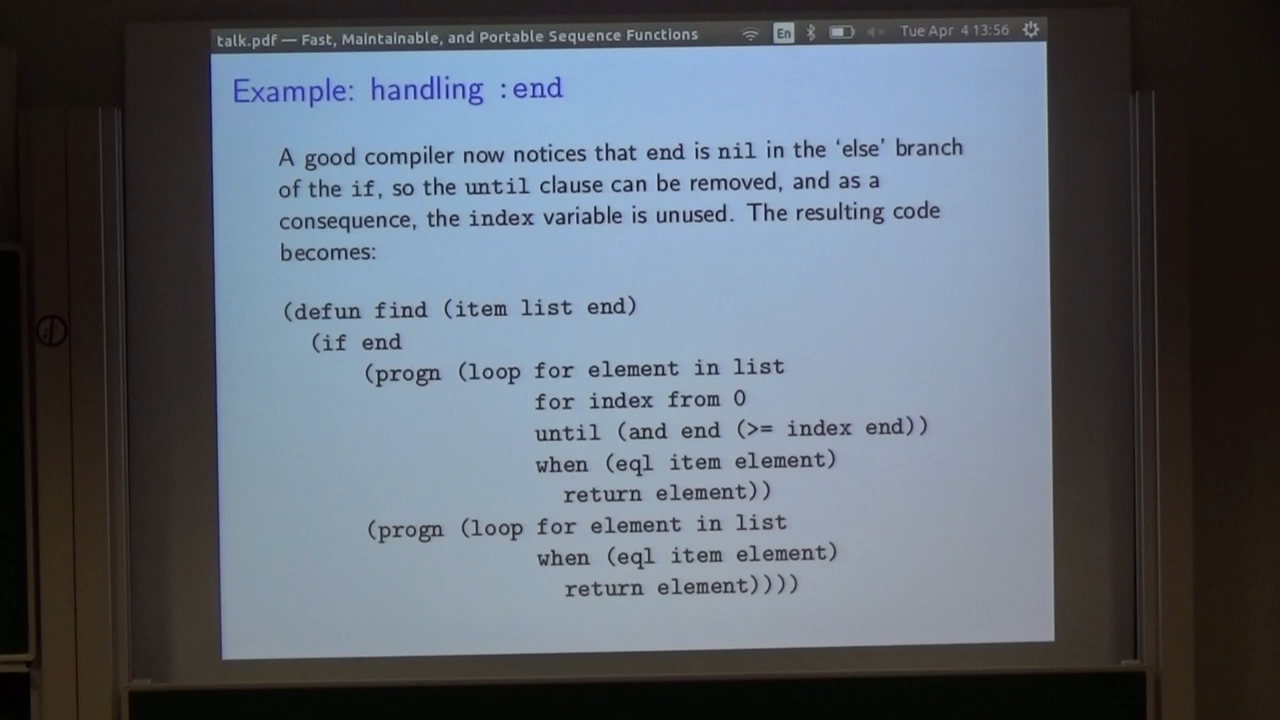 talk.pdf — Fast, Maintainable, and Portable Sequence Functions En Tue Apr 4 13:56
Example: handling :end
A good compiler now notices that end is nil in the ‘else’ branch
of the if, so the until clause can be removed, and as a
consequence, the index variable is unused. The resulting code
becomes:
(defun find (item list end)
(if end
(progn (loop for element in list
for index from 0
until (and end (>= index end))
when (eql item element)
return element))
(progn (loop for element in list
when (eql item element)
return element))))